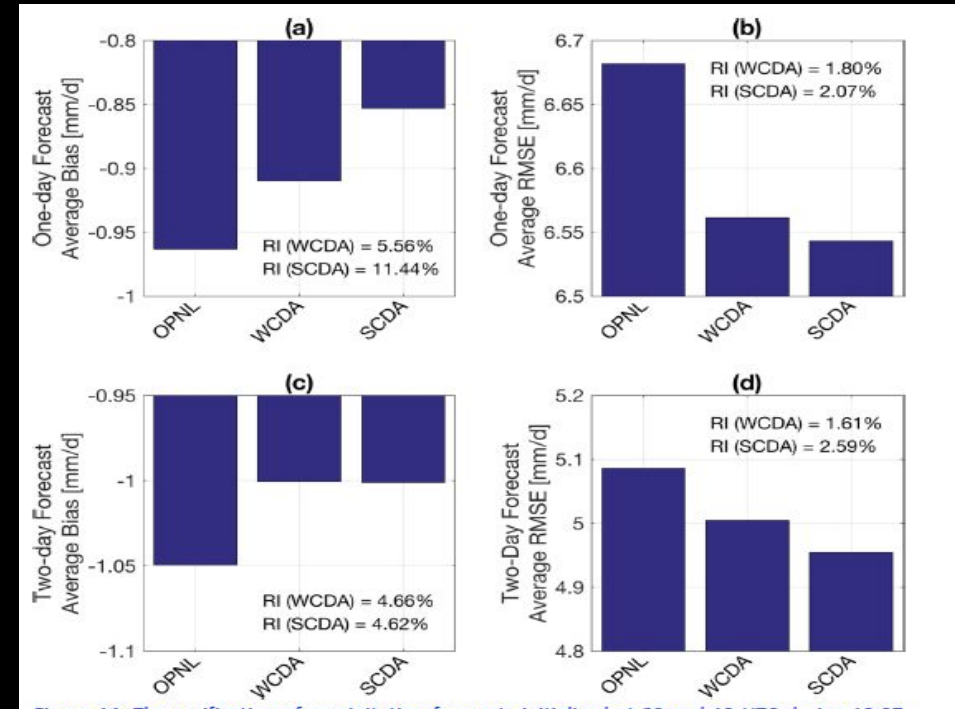 (a)
One-day Forecast
Average Bias [mm/d]
-0.8
-0.85
-0.9
-0.95
-1
RI (WCDA) = 5.56%
RI (SCDA) = 11.44%
OPNL
WCDA
SCDA
(b)
One-day Forecast
Average RMSE [mm/d]
6.7
6.65
6.6
6.55
6.5
RI (WCDA) = 1.80%
RI (SCDA) = 2.07%
OPNL
WCDA
SCDA
(c)
Two-day Forecast
Average Bias [mm/d]
-0.95
-1
-1.05
-1.1
RI (WCDA) = 4.66%
RI (SCDA) = 4.62%
OPNL
WCDA
SCDA
(d)
Two-Day Forecast
Average RMSE [mm/d]
5.2
5.1
5
4.9
4.8
RI (WCDA) = 1.61%
RI (SCDA) = 2.59%
OPNL
WCDA
SCDA